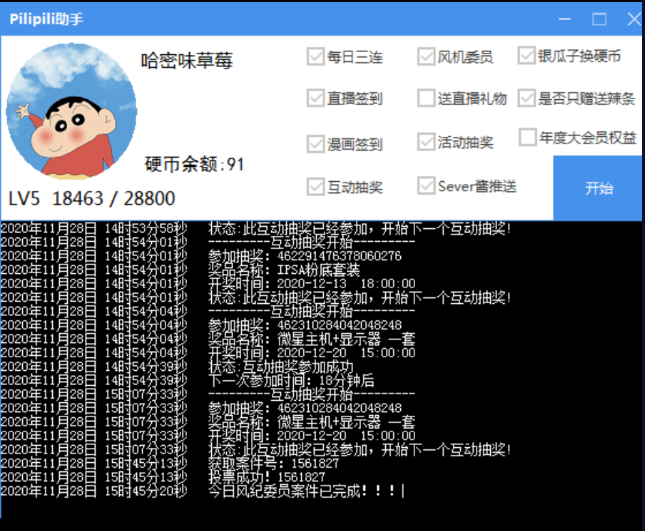 Pilipili助手
哈密味草莓
硬币余额:91
LV5 18463 / 28800
每日三连 风机委员 银瓜子换硬币
直播签到 送直播礼物 是否只赠送辣条
漫画签到 活动抽奖 年度大会员权益
互动抽奖 Sever酱推送
开始
2020年11月28日 14时53分58秒 状态:此互动抽奖已经参加，开始下一个互动抽奖!
2020年11月28日 14时54分01秒 ---------互动抽奖开始---------
2020年11月28日 14时54分01秒 参加抽奖: 462291476378060276
2020年11月28日 14时54分01秒 奖品名称: IPSA粉底套装
2020年11月28日 14时54分01秒 开奖时间: 2020-12-13 18:00:00
2020年11月28日 14时54分01秒 状态:此互动抽奖已经参加，开始下一个互动抽奖!
2020年11月28日 14时54分04秒 ---------互动抽奖开始---------
2020年11月28日 14时54分04秒 参加抽奖: 462310284042048248
2020年11月28日 14时54分04秒 奖品名称: 微星主机+显示器 一套
2020年11月28日 14时54分04秒 开奖时间: 2020-12-20 15:00:00
2020年11月28日 14时54分39秒 状态:互动抽奖参加成功
2020年11月28日 14时54分39秒 下一次参加时间: 18分钟后
2020年11月28日 15时07分33秒 ---------互动抽奖开始---------
2020年11月28日 15时07分33秒 参加抽奖: 462310284042048248
2020年11月28日 15时07分33秒 奖品名称: 微星主机+显示器 一套
2020年11月28日 15时07分33秒 开奖时间: 2020-12-20 15:00:00
2020年11月28日 15时07分33秒 状态:此互动抽奖已经参加，开始下一个互动抽奖!
2020年11月28日 15时45分13秒 获取案件号: 1561827
2020年11月28日 15时45分13秒 投票成功! 1561827
2020年11月28日 15时45分20秒 今日风纪委员案件已完成!!!